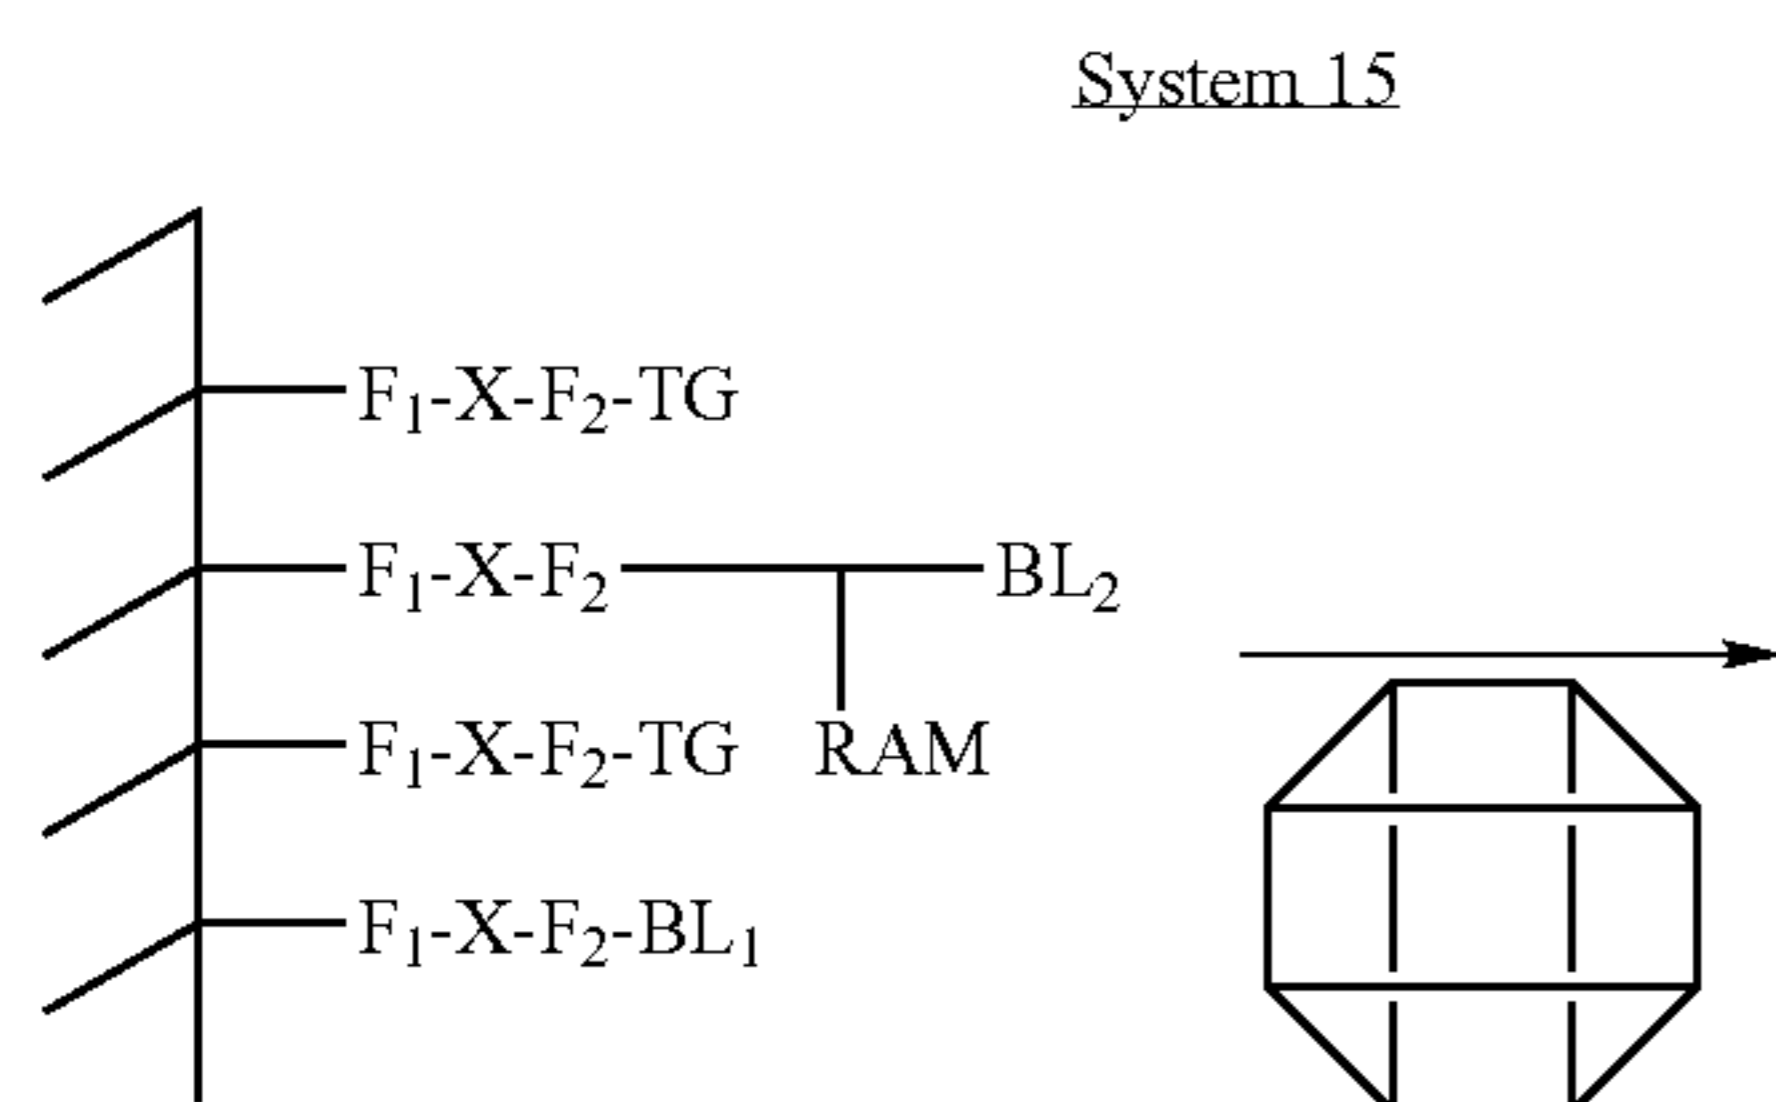 System 15
F₁-X-F₂-TG
F₁-X-F₂ BL₂
F₁-X-F₂-TG RAM
F₁-X-F₂-BL₁